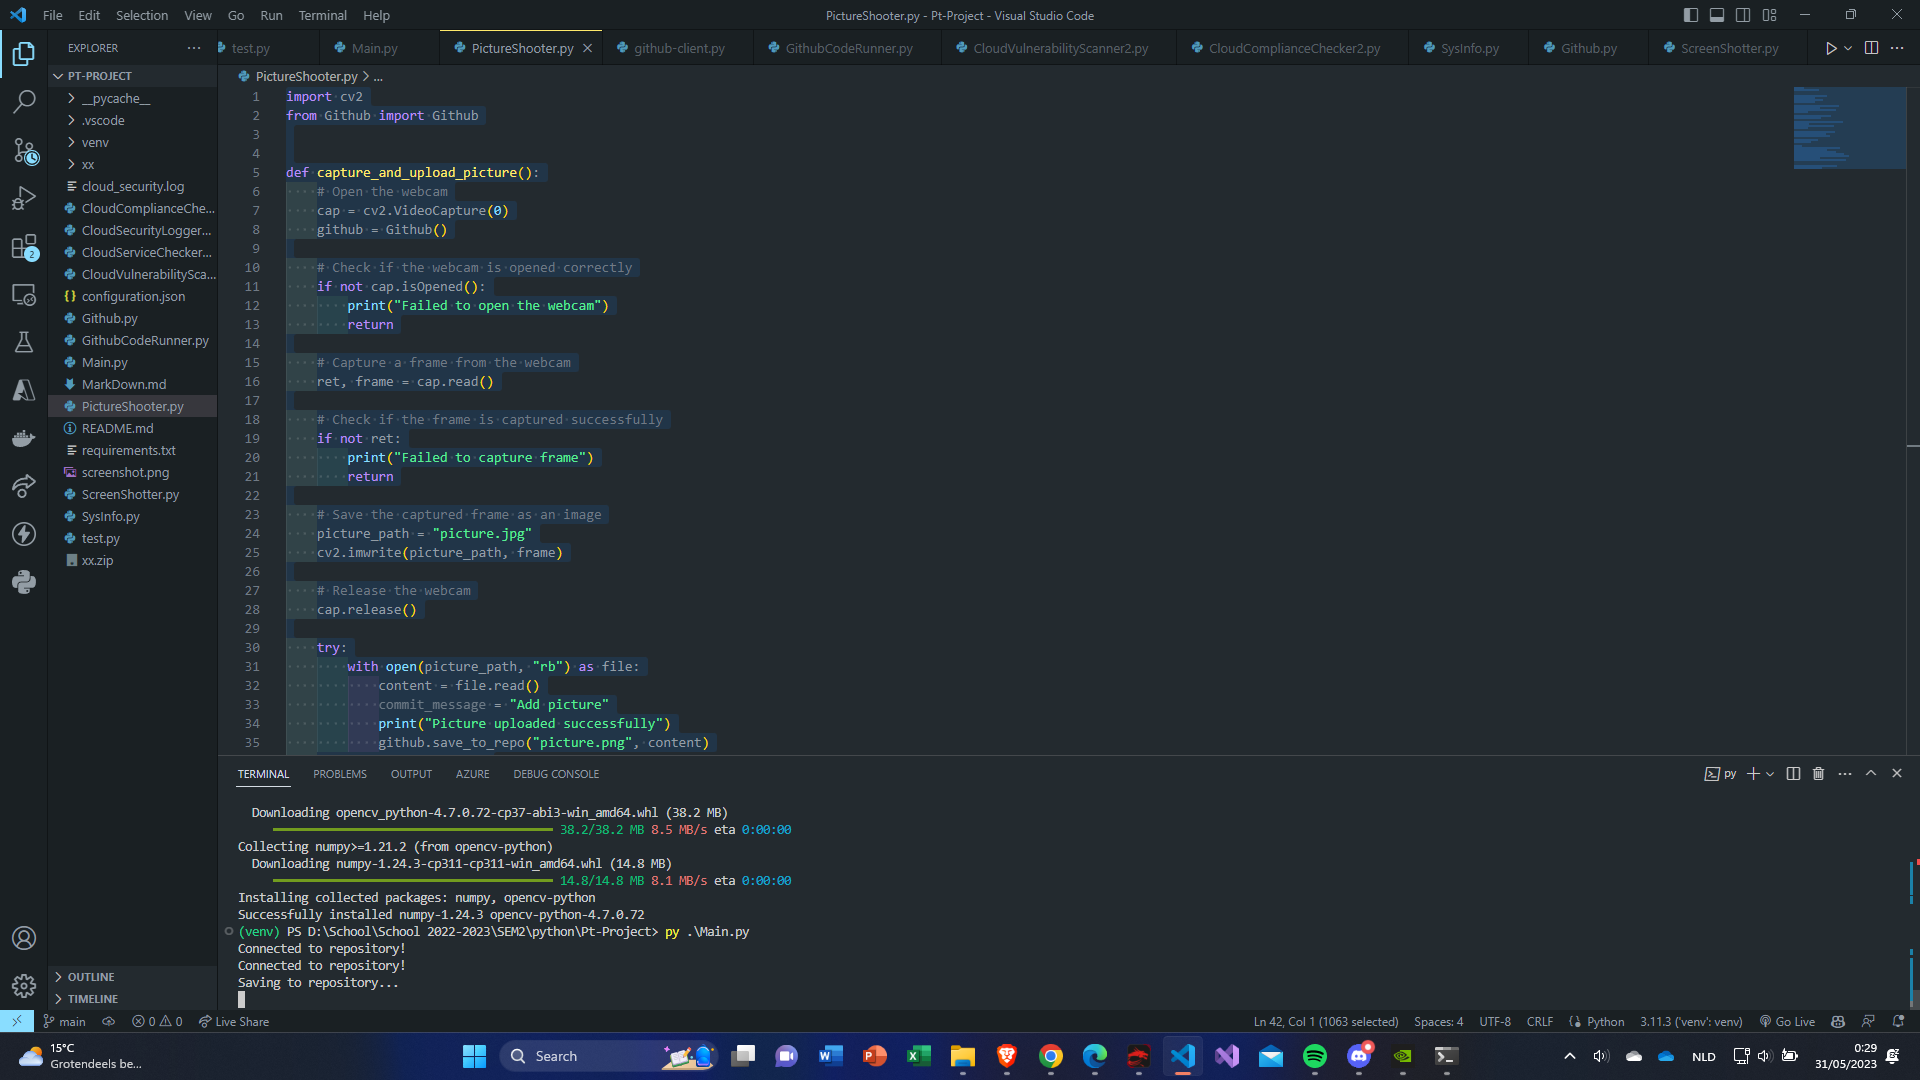 File Edit Selection View Go Run Terminal Help
PictureShooter.py - Pt-Project - Visual Studio Code
EXPLORER
test.py Main.py PictureShooter.py github-client.py GithubCodeRunner.py CloudVulnerabilityScanner2.py CloudComplianceChecker2.py SysInfo.py Github.py ScreenShotter.py
PT-PROJECT
__pycache__
.vscode
venv
xx
cloud_security.log
CloudComplianceChe...
CloudSecurityLogger...
CloudServiceChecker...
CloudVulnerabilitySca...
configuration.json
Github.py
GithubCodeRunner.py
Main.py
MarkDown.md
PictureShooter.py
README.md
requirements.txt
screenshot.png
ScreenShotter.py
SysInfo.py
test.py
xx.zip
OUTLINE
TIMELINE
2
PictureShooter.py > ...
1 import cv2
2 from Github import Github
3
4
5 def capture_and_upload_picture():
6 # Open the webcam
7 cap = cv2.VideoCapture(0)
8 github = Github()
9
10 # Check if the webcam is opened correctly
11 if not cap.isOpened():
12 print("Failed to open the webcam")
13 return
14
15 # Capture a frame from the webcam
16 ret, frame = cap.read()
17
18 # Check if the frame is captured successfully
19 if not ret:
20 print("Failed to capture frame")
21 return
22
23 # Save the captured frame as an image
24 picture_path = "picture.jpg"
25 cv2.imwrite(picture_path, frame)
26
27 # Release the webcam
28 cap.release()
29
30 try:
31 with open(picture_path, "rb") as file:
32 content = file.read()
33 commit_message = "Add picture"
34 print("Picture uploaded successfully")
35 github.save_to_repo("picture.png", content)
TERMINAL PROBLEMS OUTPUT AZURE DEBUG CONSOLE
py
Downloading opencv_python-4.7.0.72-cp37-abi3-win_amd64.whl (38.2 MB)
38.2/38.2 MB 8.5 MB/s eta 0:00:00
Collecting numpy>=1.21.2 (from opencv-python)
Downloading numpy-1.24.3-cp311-cp311-win_amd64.whl (14.8 MB)
14.8/14.8 MB 8.1 MB/s eta 0:00:00
Installing collected packages: numpy, opencv-python
Successfully installed numpy-1.24.3 opencv-python-4.7.0.72
(venv) PS D:\School\School 2022-2023\SEM2\python\Pt-Project> py .\Main.py
Connected to repository!
Connected to repository!
Saving to repository...
main 0 0 Live Share
Ln 42, Col 1 (1063 selected) Spaces: 4 UTF-8 CRLF Python 3.11.3 ('venv': venv) Go Live
15°C
Grotendeels be...
Search
NLD
0:29
31/05/2023